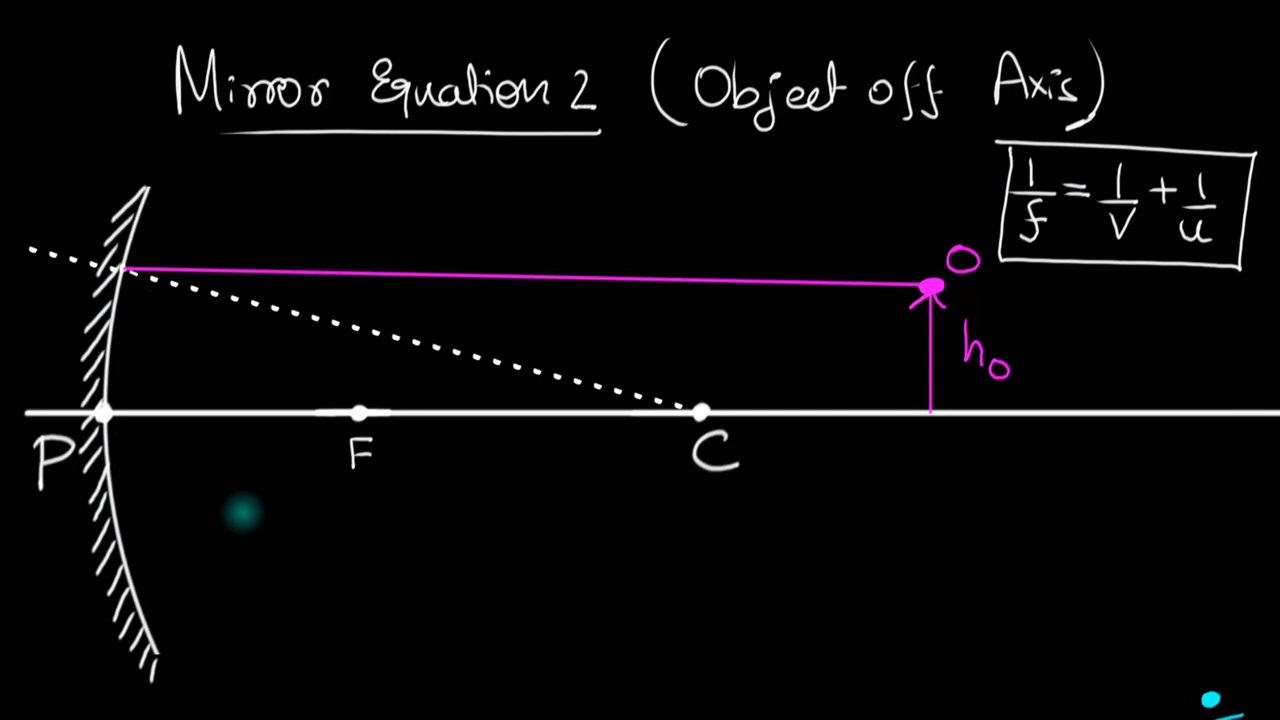 Mirror Equation 2 (Object off Axis)
1/f = 1/v + 1/u
O
h₀
P
F
C